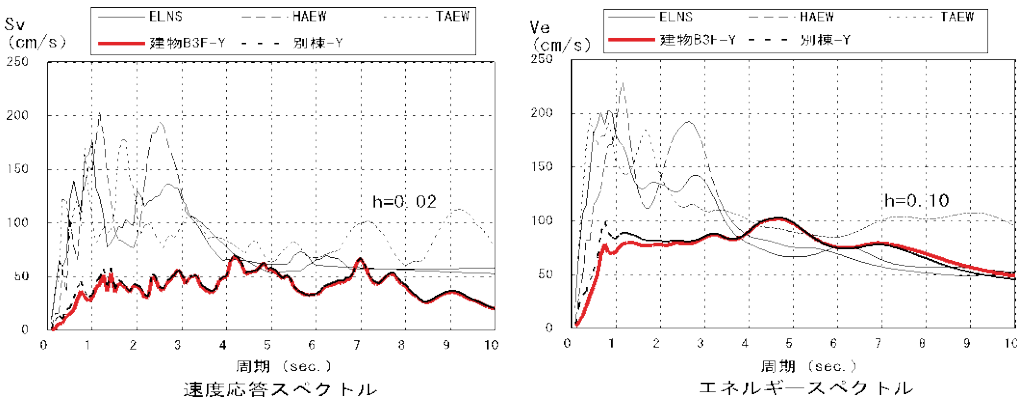 ELNS HAEW TAEW
建物B3F-Y 別棟-Y
Sv
(cm/s)
250
200
150
100
50
0
h=0.02
0 1 2 3 4 5 6 7 8 9 10
周期 (sec.)
速度応答スペクトル
ELNS HAEW TAEW
建物B3F-Y 別棟-Y
Ve
(cm/s)
250
200
150
100
50
0
h=0.10
0 1 2 3 4 5 6 7 8 9 10
周期 (sec.)
エネルギースペクトル